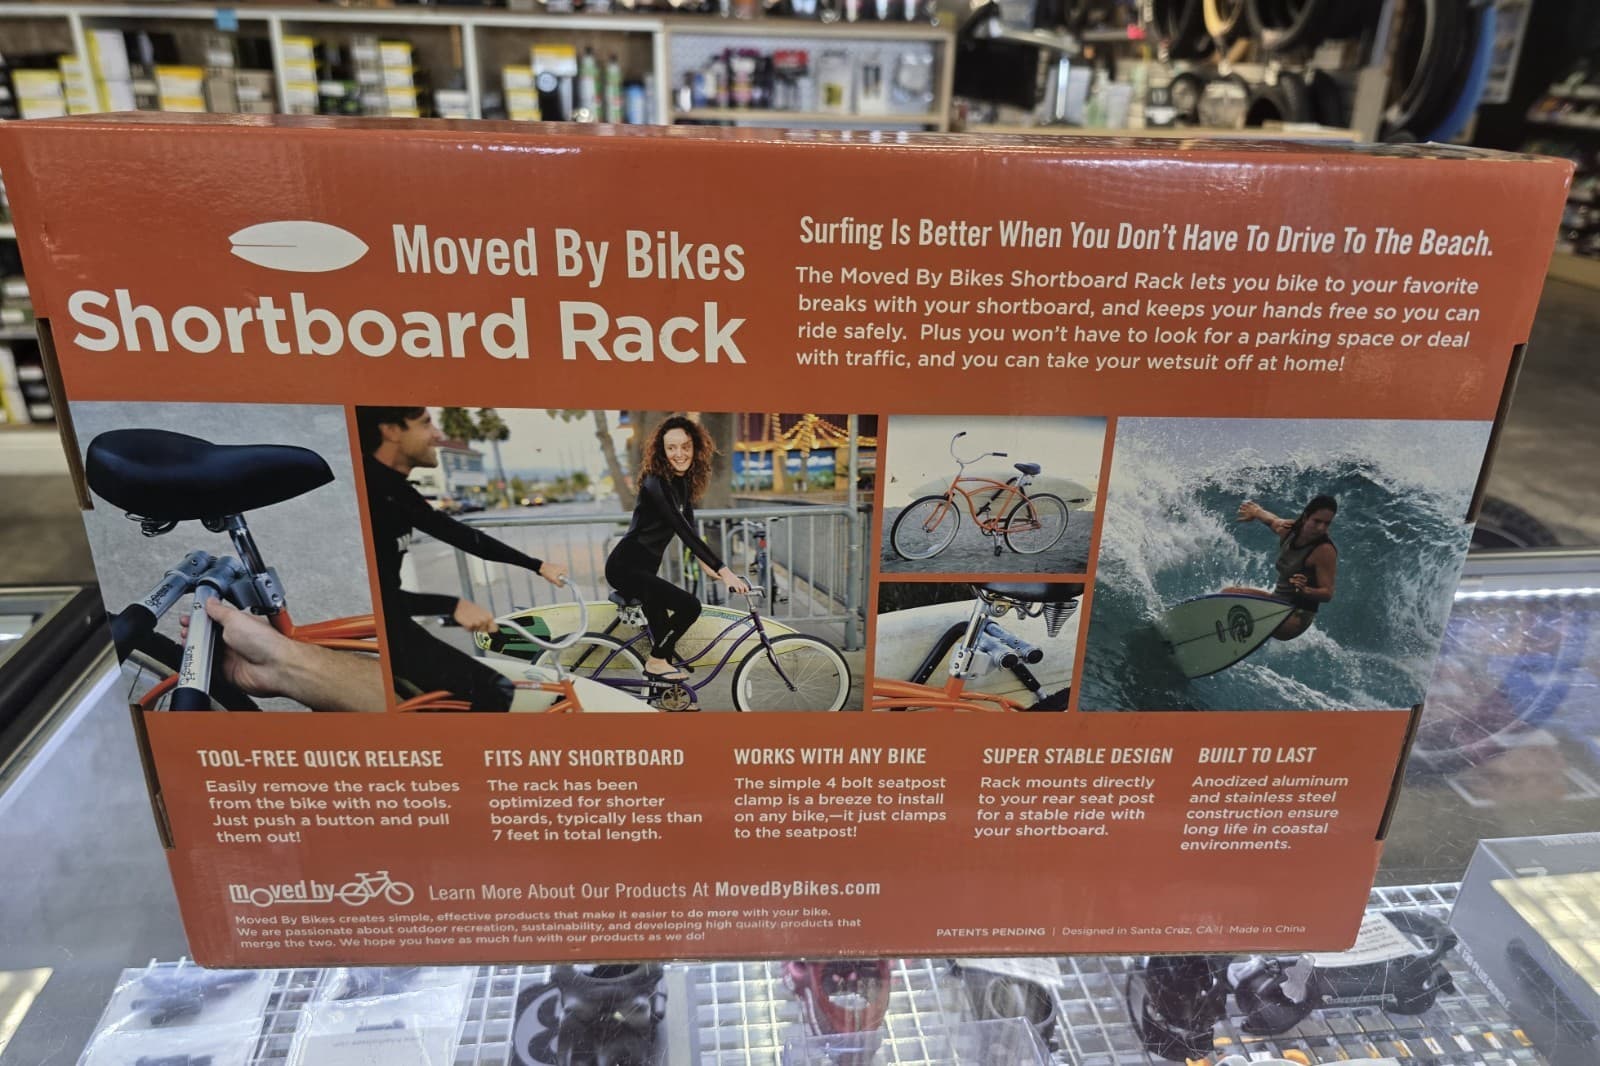 Moved By Bikes
Shortboard Rack
Surfing Is Better When You Don't Have To Drive To The Beach.
The Moved By Bikes Shortboard Rack lets you bike to your favorite
breaks with your shortboard, and keeps your hands free so you can
ride safely. Plus you won't have to look for a parking space or deal
with traffic, and you can take your wetsuit off at home!
TOOL-FREE QUICK RELEASE
Easily remove the rack tubes
from the bike with no tools.
Just push a button and pull
them out!
FITS ANY SHORTBOARD
The rack has been
optimized for shorter
boards, typically less than
7 feet in total length.
WORKS WITH ANY BIKE
The simple 4 bolt seatpost
clamp is a breeze to install
on any bike,—it just clamps
to the seatpost!
SUPER STABLE DESIGN
Rack mounts directly
to your rear seat post
for a stable ride with
your shortboard.
BUILT TO LAST
Anodized aluminum
and stainless steel
construction ensure
long life in coastal
environments.
moved by
Learn More About Our Products At MovedByBikes.com
Moved By Bikes creates simple, effective products that make it easier to do more with your bike.
We are passionate about outdoor recreation, sustainability, and developing high quality products that
merge the two. We hope you have as much fun with our products as we do!
PATENTS PENDING | Designed in Santa Cruz, CA | Made in China